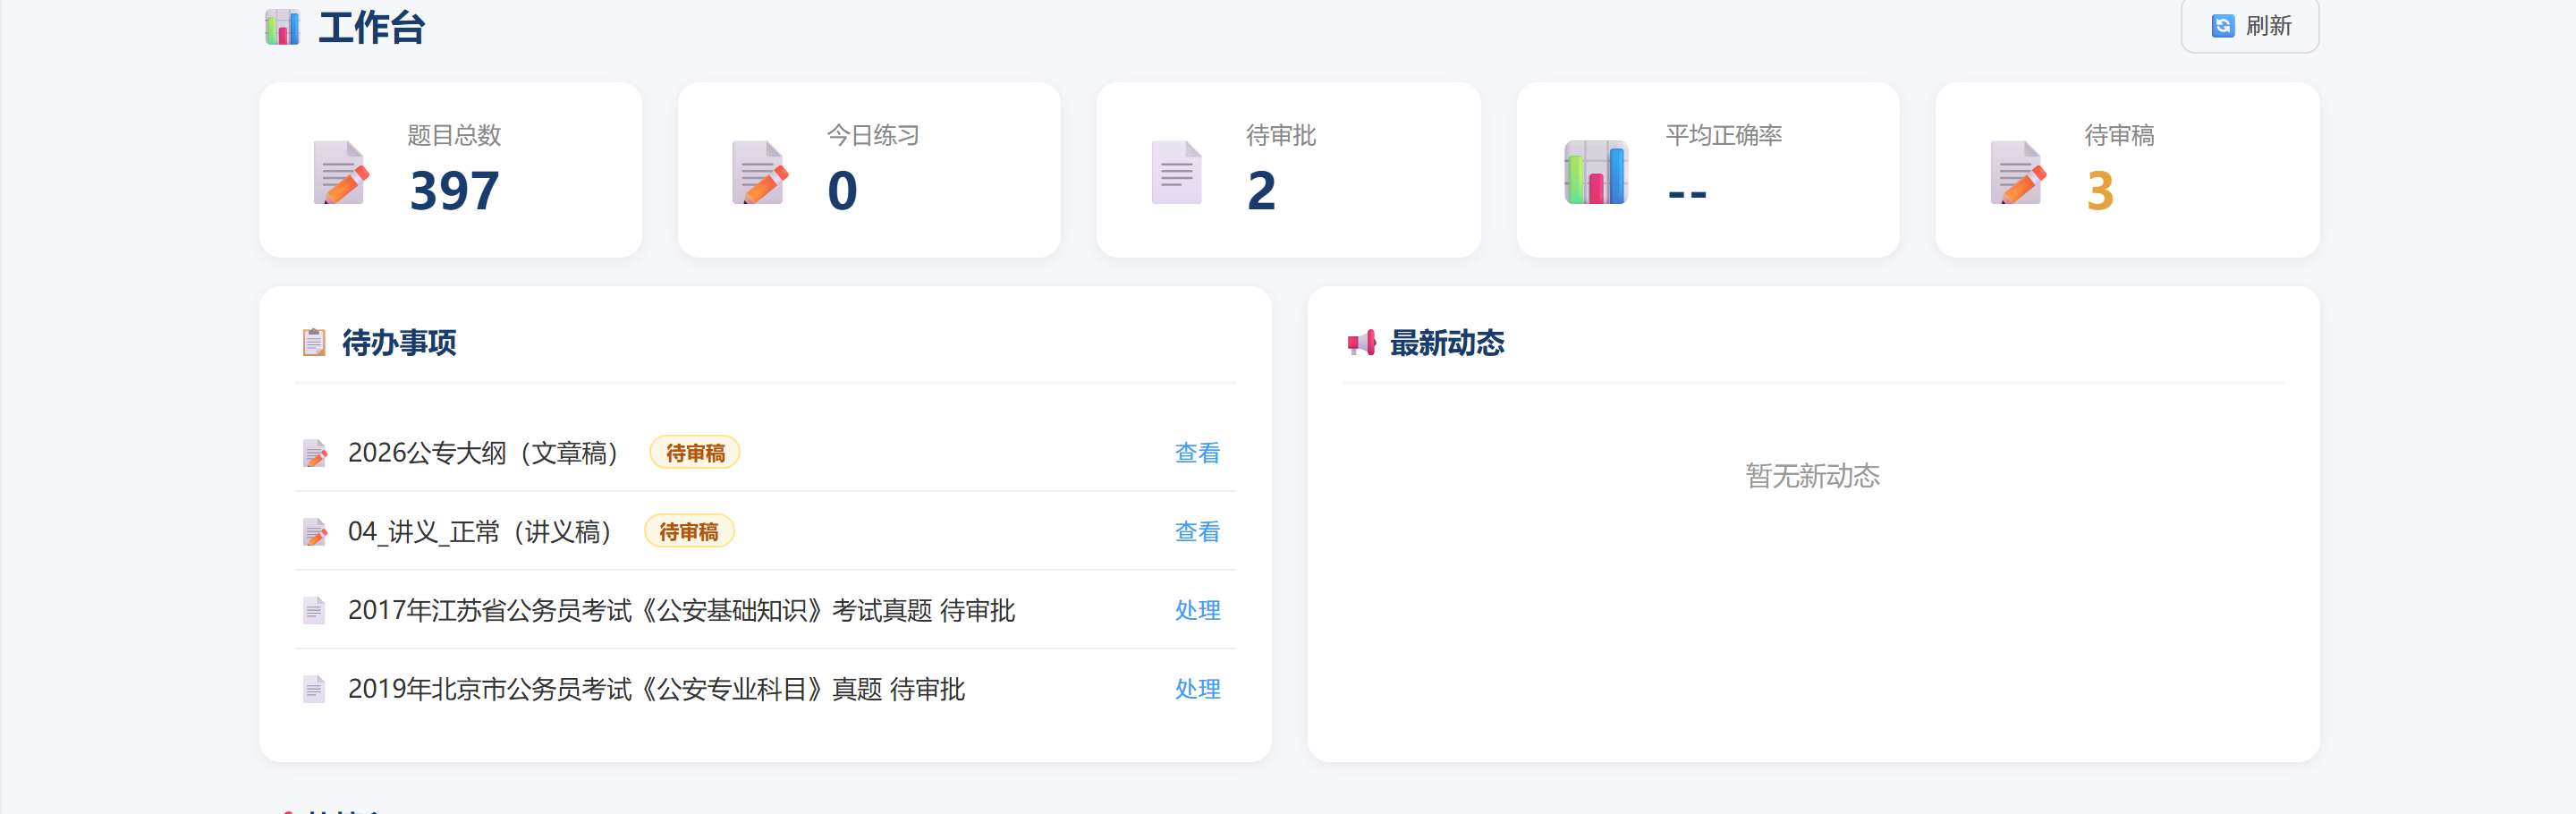 工作台
刷新
题目总数
397
今日练习
0
待审批
2
平均正确率
--
待审稿
3
待办事项
2026公专大纲（文章稿） 待审稿 查看
04_讲义_正常（讲义稿） 待审稿 查看
2017年江苏省公务员考试《公安基础知识》考试真题 待审批 处理
2019年北京市公务员考试《公安专业科目》真题 待审批 处理
最新动态
暂无新动态